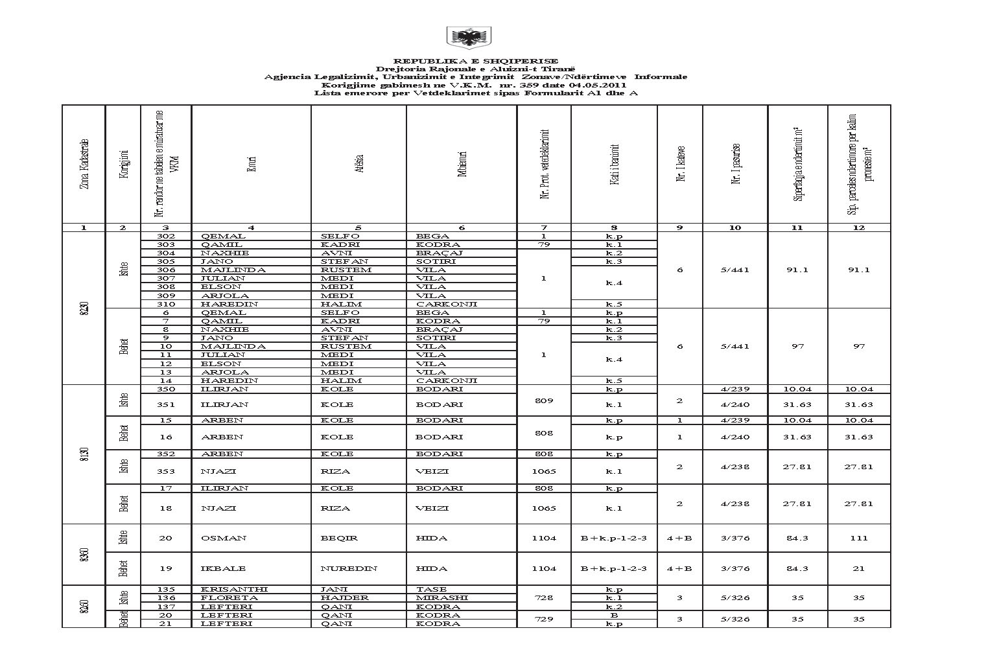 REPUBLIKA E SHQIPERISE
Drejtoria Rajonale e Aluizni-t Tiranë
Agjencia Legalizimit, Urbanizimit e Integrimit Zonave/Ndërtimeve Informale
Korigjime gabimesh ne V.K.M. nr. 359 date 04.05.2011
Lista emerore per Vetdeklarimet sipas Formularit A1 dhe A
Zona Kadastrale
Korigjimi
Nr. rendor ne tabelen e miratuar me VKM
Emri
Atësia
Mbiemri
Nr. Prot. vetedeklarimit
Kati i banimit
Nr. I kateve
Nr. I pasurise
Siperfaqja e ndertimit m²
Sip. parceles ndertimore per kalim pronesie m²
1 2 3 4 5 6 7 8 9 10 11 12
8230
Ishte
302 QEMAL SELFO BEGA 1 k.p
303 QAMIL KADRI KODRA 79 k.1
304 NAXHIE AVNI BRAÇAJ k.2
305 JANO STEFAN SOTIRI k.3
306 MAJLINDA RUSTEM VILA 6 5/441 91.1 91.1
307 JULIAN MEDI VILA 1 k.4
308 ELSON MEDI VILA
309 ARJOLA MEDI VILA
310 HAREDIN HALIM CARKONJI k.5
Behet
6 QEMAL SELFO BEGA 1 k.p
7 QAMIL KADRI KODRA 79 k.1
8 NAXHIE AVNI BRAÇAJ k.2
9 JANO STEFAN SOTIRI k.3
10 MAJLINDA RUSTEM VILA 6 5/441 97 97
11 JULIAN MEDI VILA 1 k.4
12 ELSON MEDI VILA
13 ARJOLA MEDI VILA
14 HAREDIN HALIM CARKONJI k.5
8130
Ishte
350 ILIRJAN KOLE BODARI 809 k.p 2 4/239 10.04 10.04
351 ILIRJAN KOLE BODARI k.1 4/240 31.63 31.63
Behet
15 ARBEN KOLE BODARI 808 k.p 1 4/239 10.04 10.04
16 ARBEN KOLE BODARI k.p 1 4/240 31.63 31.63
Ishte
352 ARBEN KOLE BODARI 808 k.p 2 4/238 27.81 27.81
353 NJAZI RIZA VEIZI 1065 k.1
Behet
17 ILIRJAN KOLE BODARI 808 k.p 2 4/238 27.81 27.81
18 NJAZI RIZA VEIZI 1065 k.1
8360
Ishte
20 OSMAN BEQIR HIDA 1104 B+k.p-1-2-3 4+B 3/376 84.3 111
Behet
19 IKBALE NUREDIN HIDA 1104 B+k.p-1-2-3 4+B 3/376 84.3 21
8260
Ishte
135 KRISANTHI JANI TASE k.p
136 FLORETA HAJDER MIRASHI 728 k.1 3 5/326 35 35
137 LEFTERI QANI KODRA k.2
Behet
20 LEFTERI QANI KODRA 729 B 3 5/326 35 35
21 LEFTERI QANI KODRA k.p